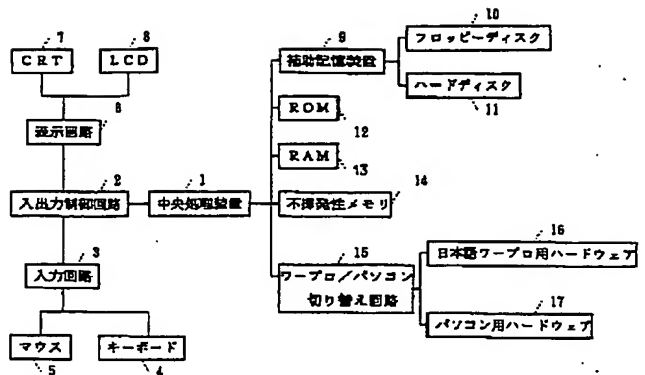 7
8
CRT
LCD
6
表示回路
2
入出力制御回路
1
中央処理装置
3
入力回路
マウス
5
キーボード
4
9
補助記憶装置
10
フロッピーディスク
ハードディスク
11
ROM
12
RAM
13
不揮発性メモリ
14
15
ワープロ/パソコン
切り替え回路
16
日本語ワープロ用ハードウェア
17
パソコン用ハードウェア